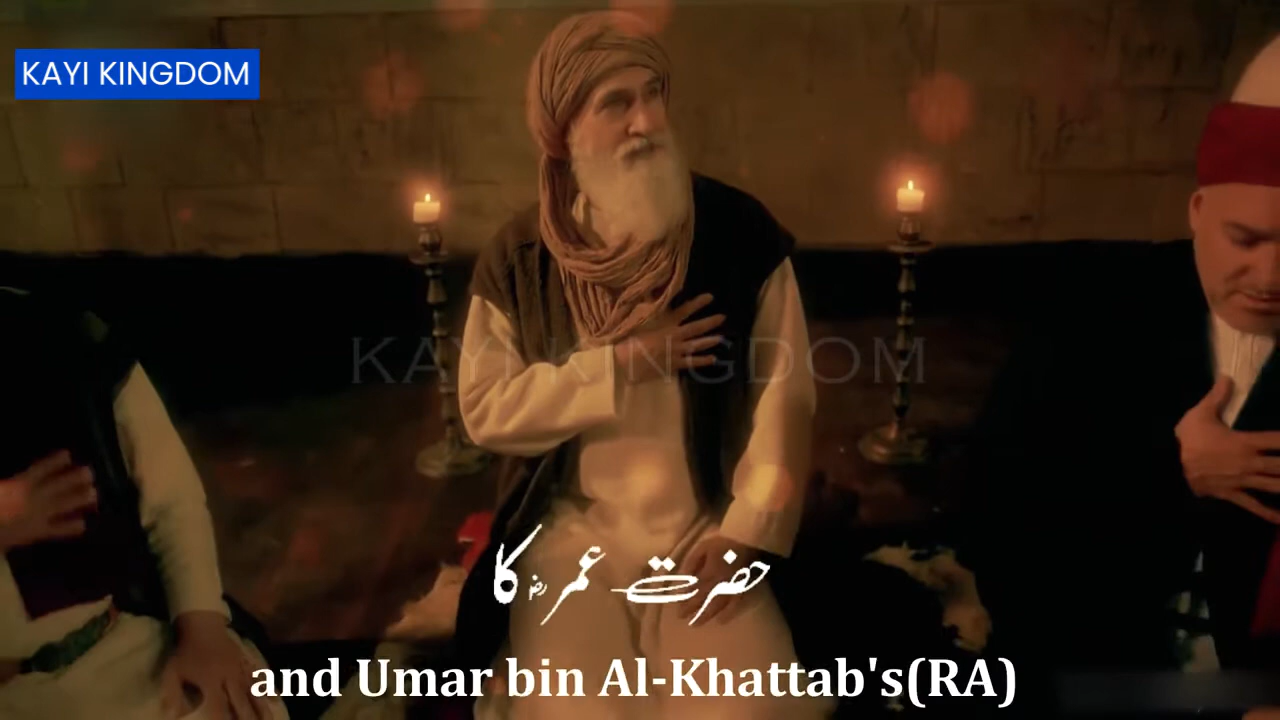 KAYI KINGDOM
KAYI KINGDOM
حضرت عمرؓ کا
and Umar bin Al-Khattab's(RA)